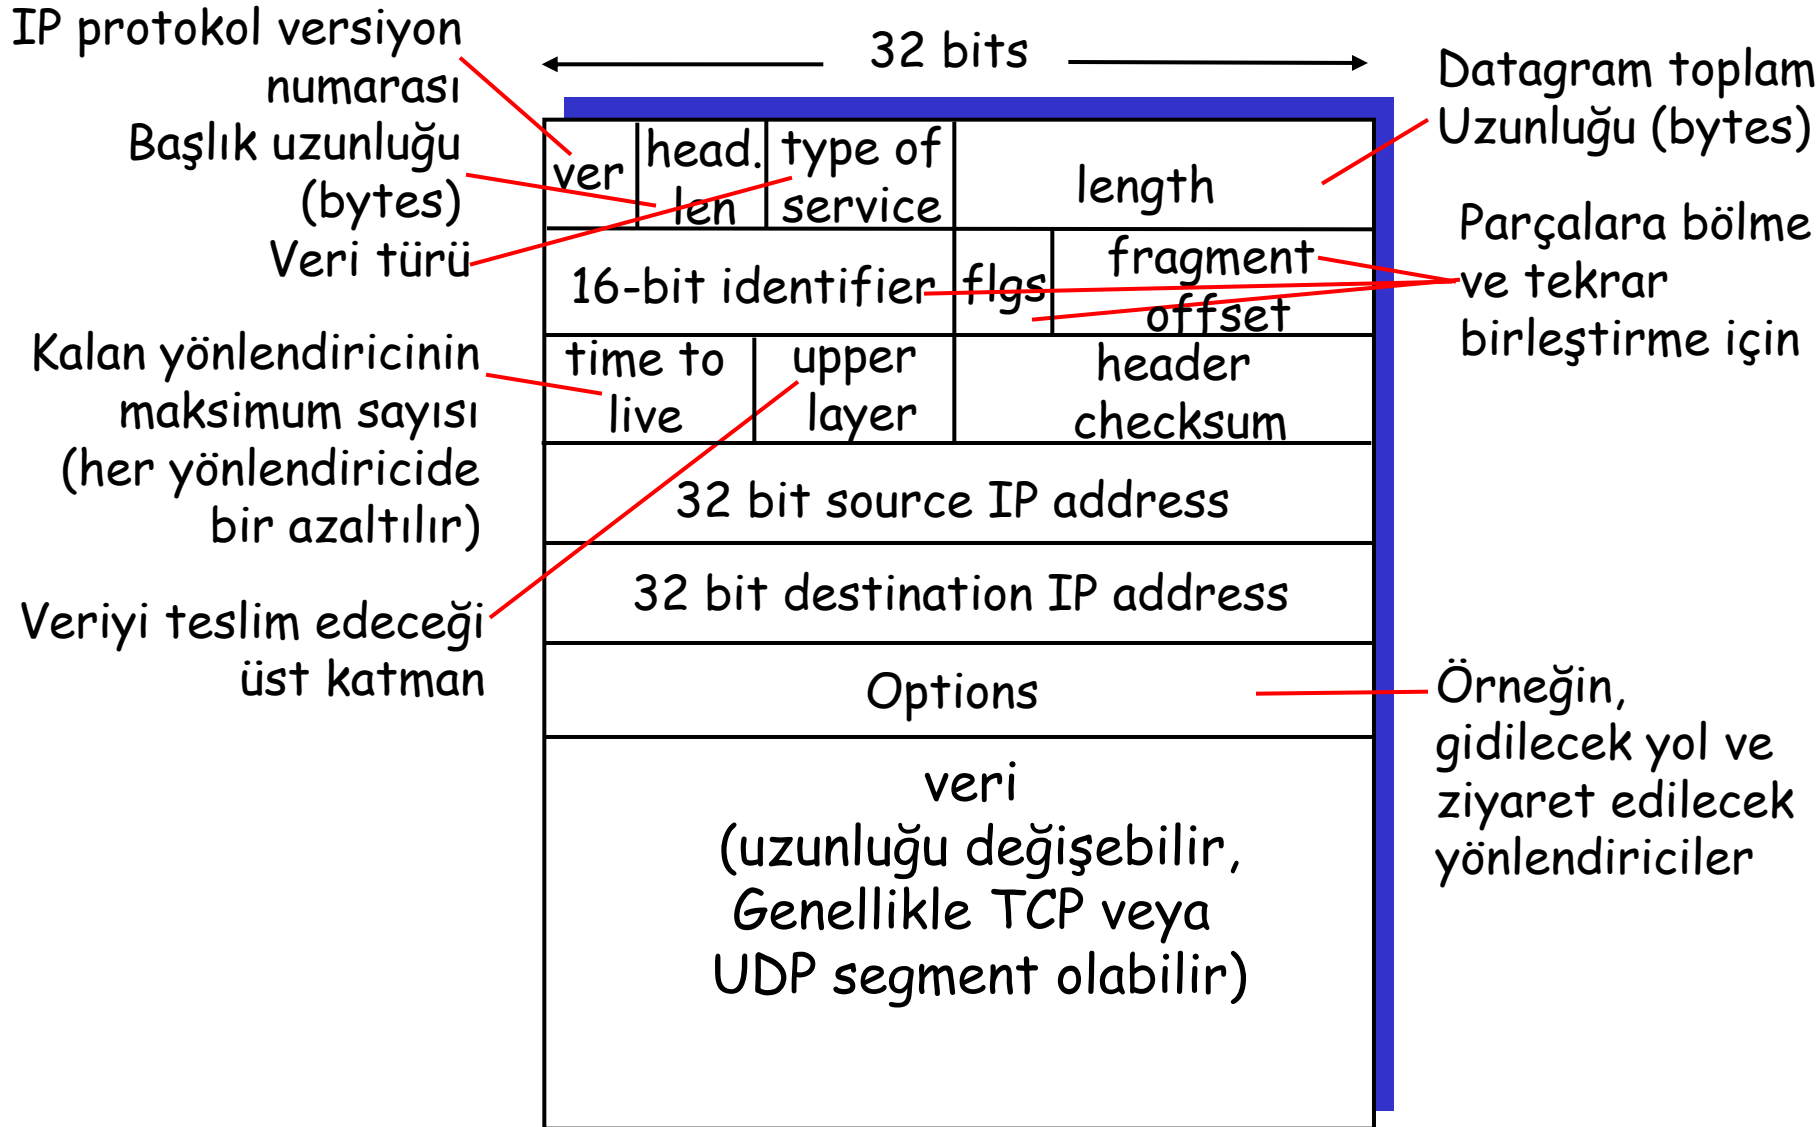 IP protokol versiyon
numarası
Başlık uzunluğu
(bytes)
Veri türü
Kalan yönlendiricinin
maksimum sayısı
(her yönlendiricide
bir azaltılır)
Veriyi teslim edeceği
üst katman
32 bits
ver
head.
len
type of
service
length
16-bit identifier
flgs
fragment
offset
time to
live
upper
layer
header
checksum
32 bit source IP address
32 bit destination IP address
Options
veri
(uzunluğu değişebilir,
Genellikle TCP veya
UDP segment olabilir)
Datagram toplam
Uzunluğu (bytes)
Parçalara bölme
ve tekrar
birleştirme için
Örneğin,
gidilecek yol ve
ziyaret edilecek
yönlendiriciler